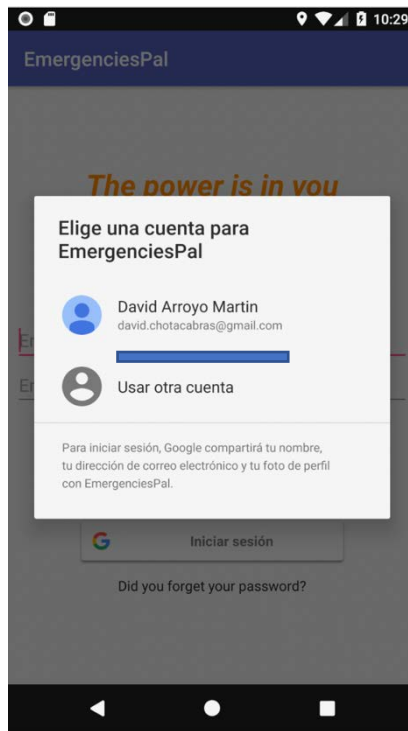 10:29
EmergenciesPal
The power is in you
Elige una cuenta para
EmergenciesPal
David Arroyo Martin
david.chotacabras@gmail.com
Usar otra cuenta
Para iniciar sesión, Google compartirá tu nombre,
tu dirección de correo electrónico y tu foto de perfil
con EmergenciesPal.
Iniciar sesión
Did you forget your password?